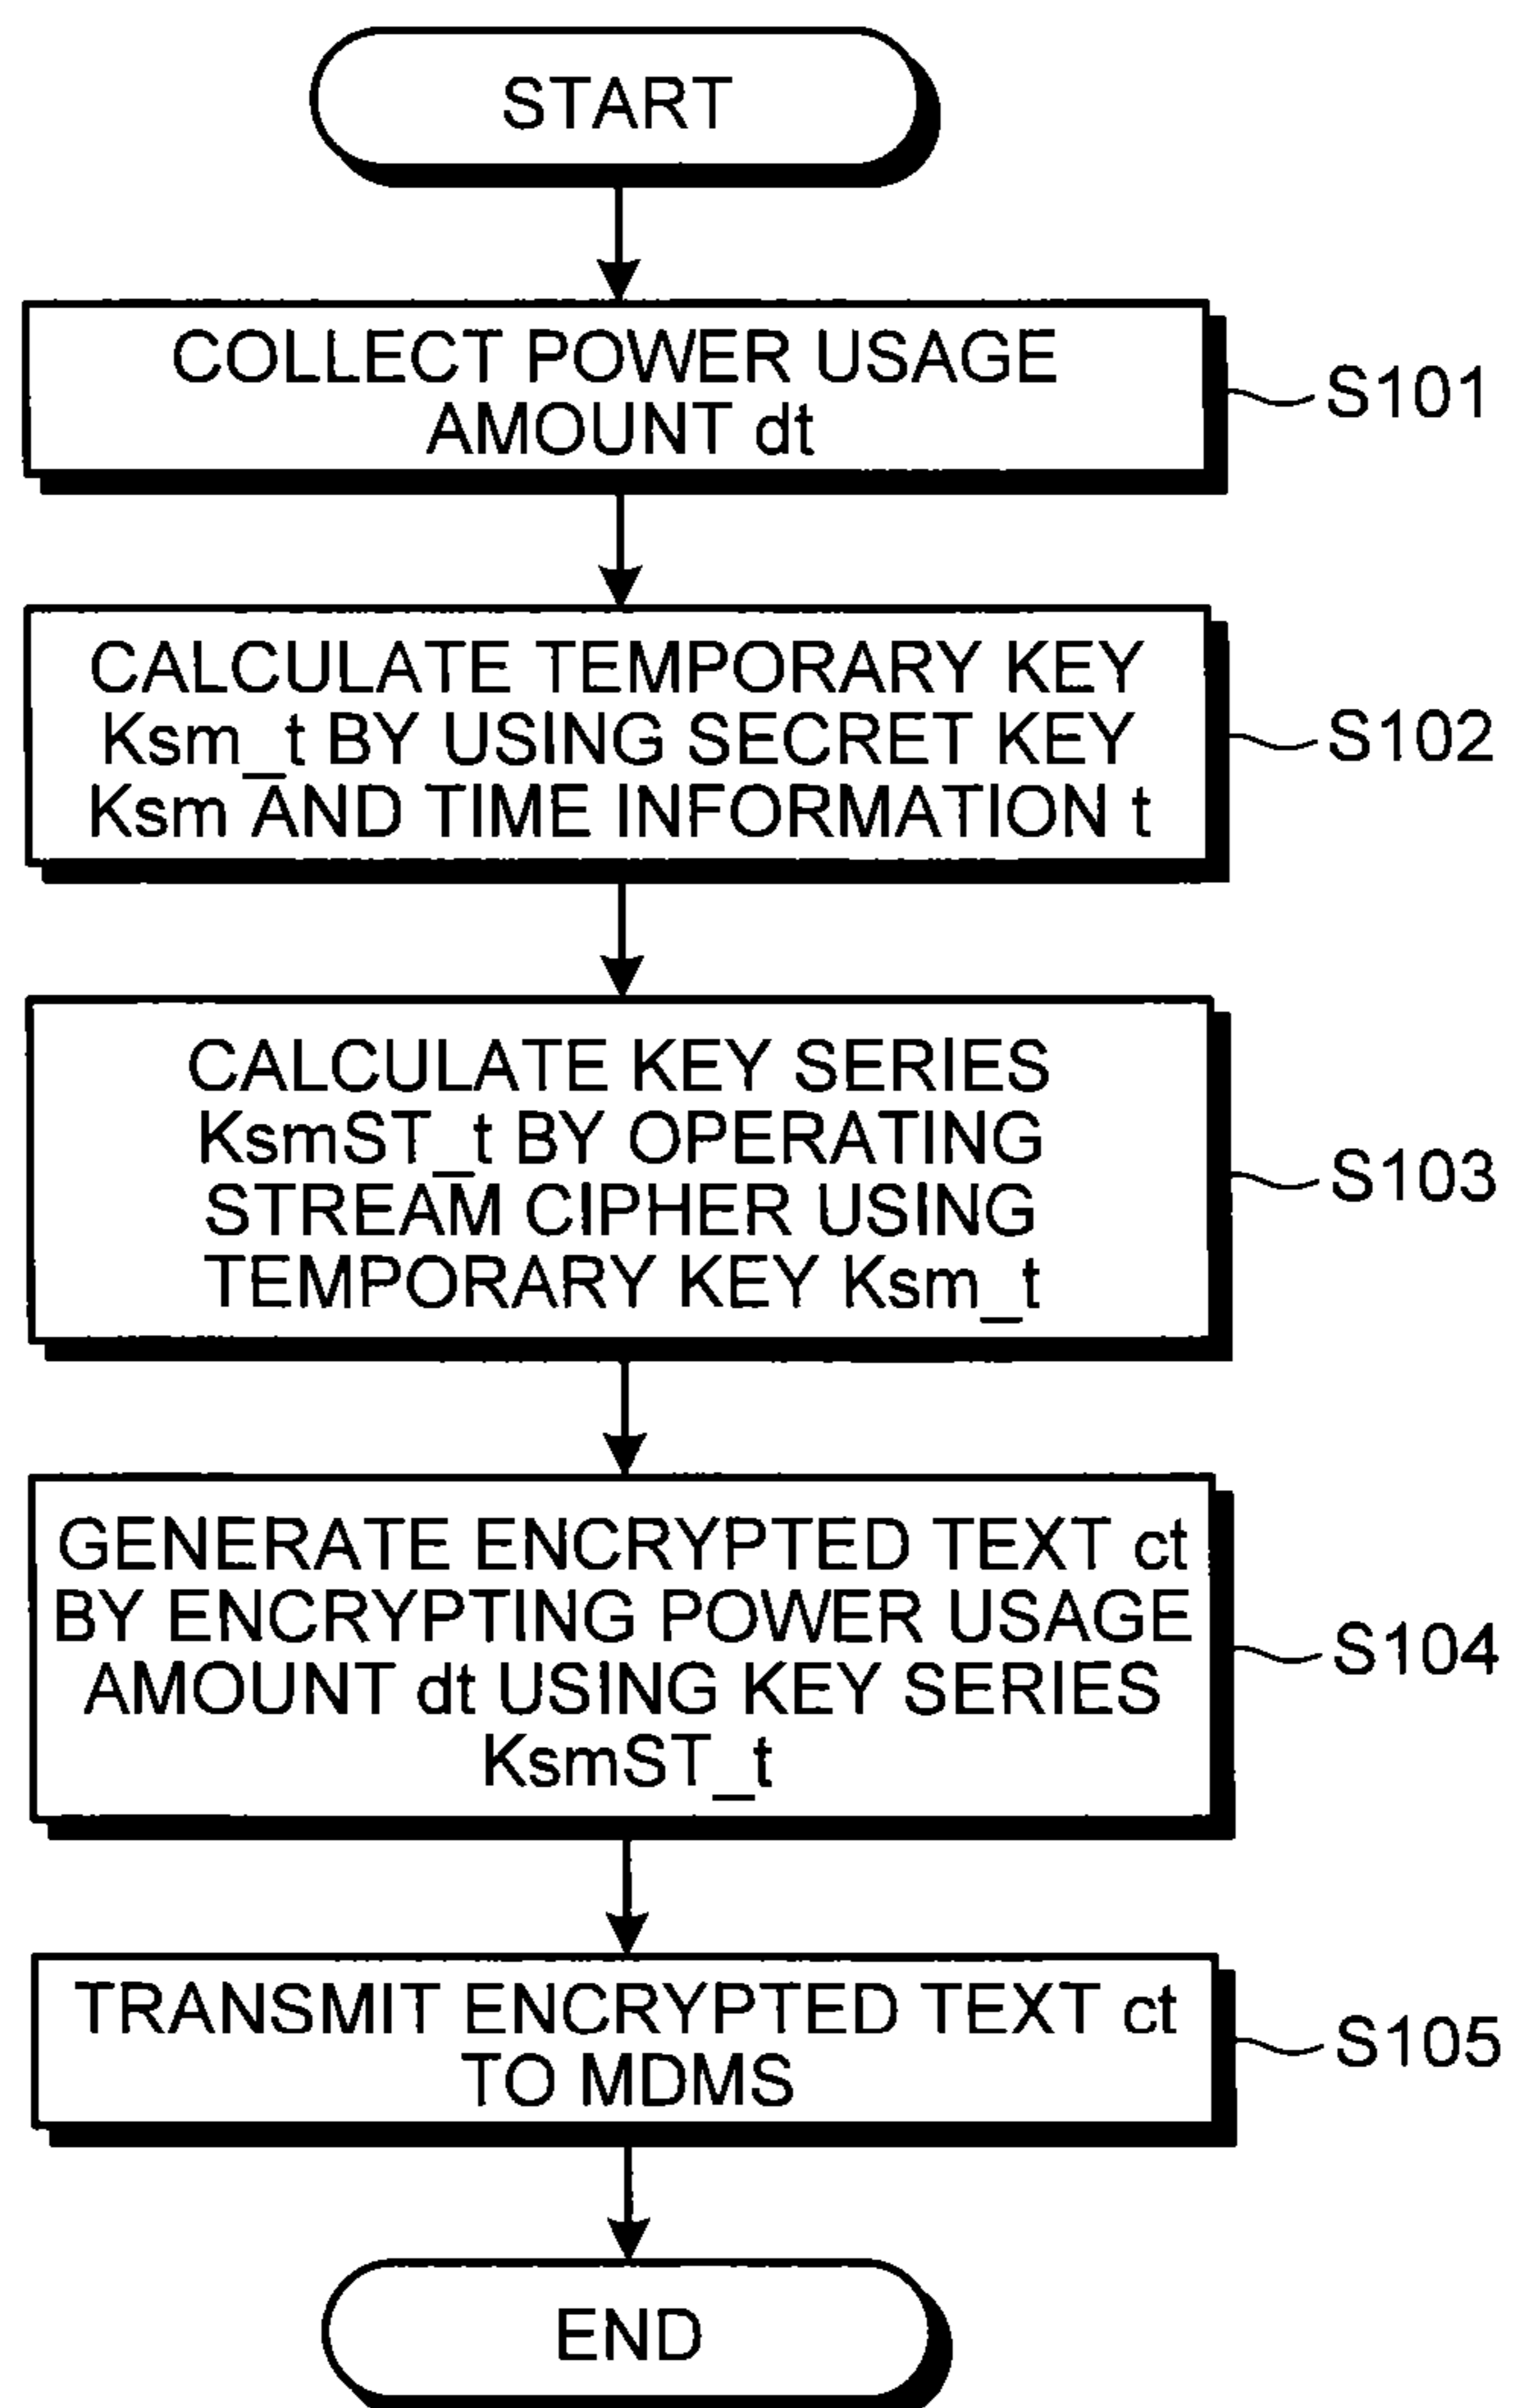 START
COLLECT POWER USAGE
AMOUNT dt
S101
CALCULATE TEMPORARY KEY
Ksm_t BY USING SECRET KEY
Ksm AND TIME INFORMATION t
S102
CALCULATE KEY SERIES
KsmST_t BY OPERATING
STREAM CIPHER USING
TEMPORARY KEY Ksm_t
S103
GENERATE ENCRYPTED TEXT ct
BY ENCRYPTING POWER USAGE
AMOUNT dt USING KEY SERIES
KsmST_t
S104
TRANSMIT ENCRYPTED TEXT ct
TO MDMS
S105
END